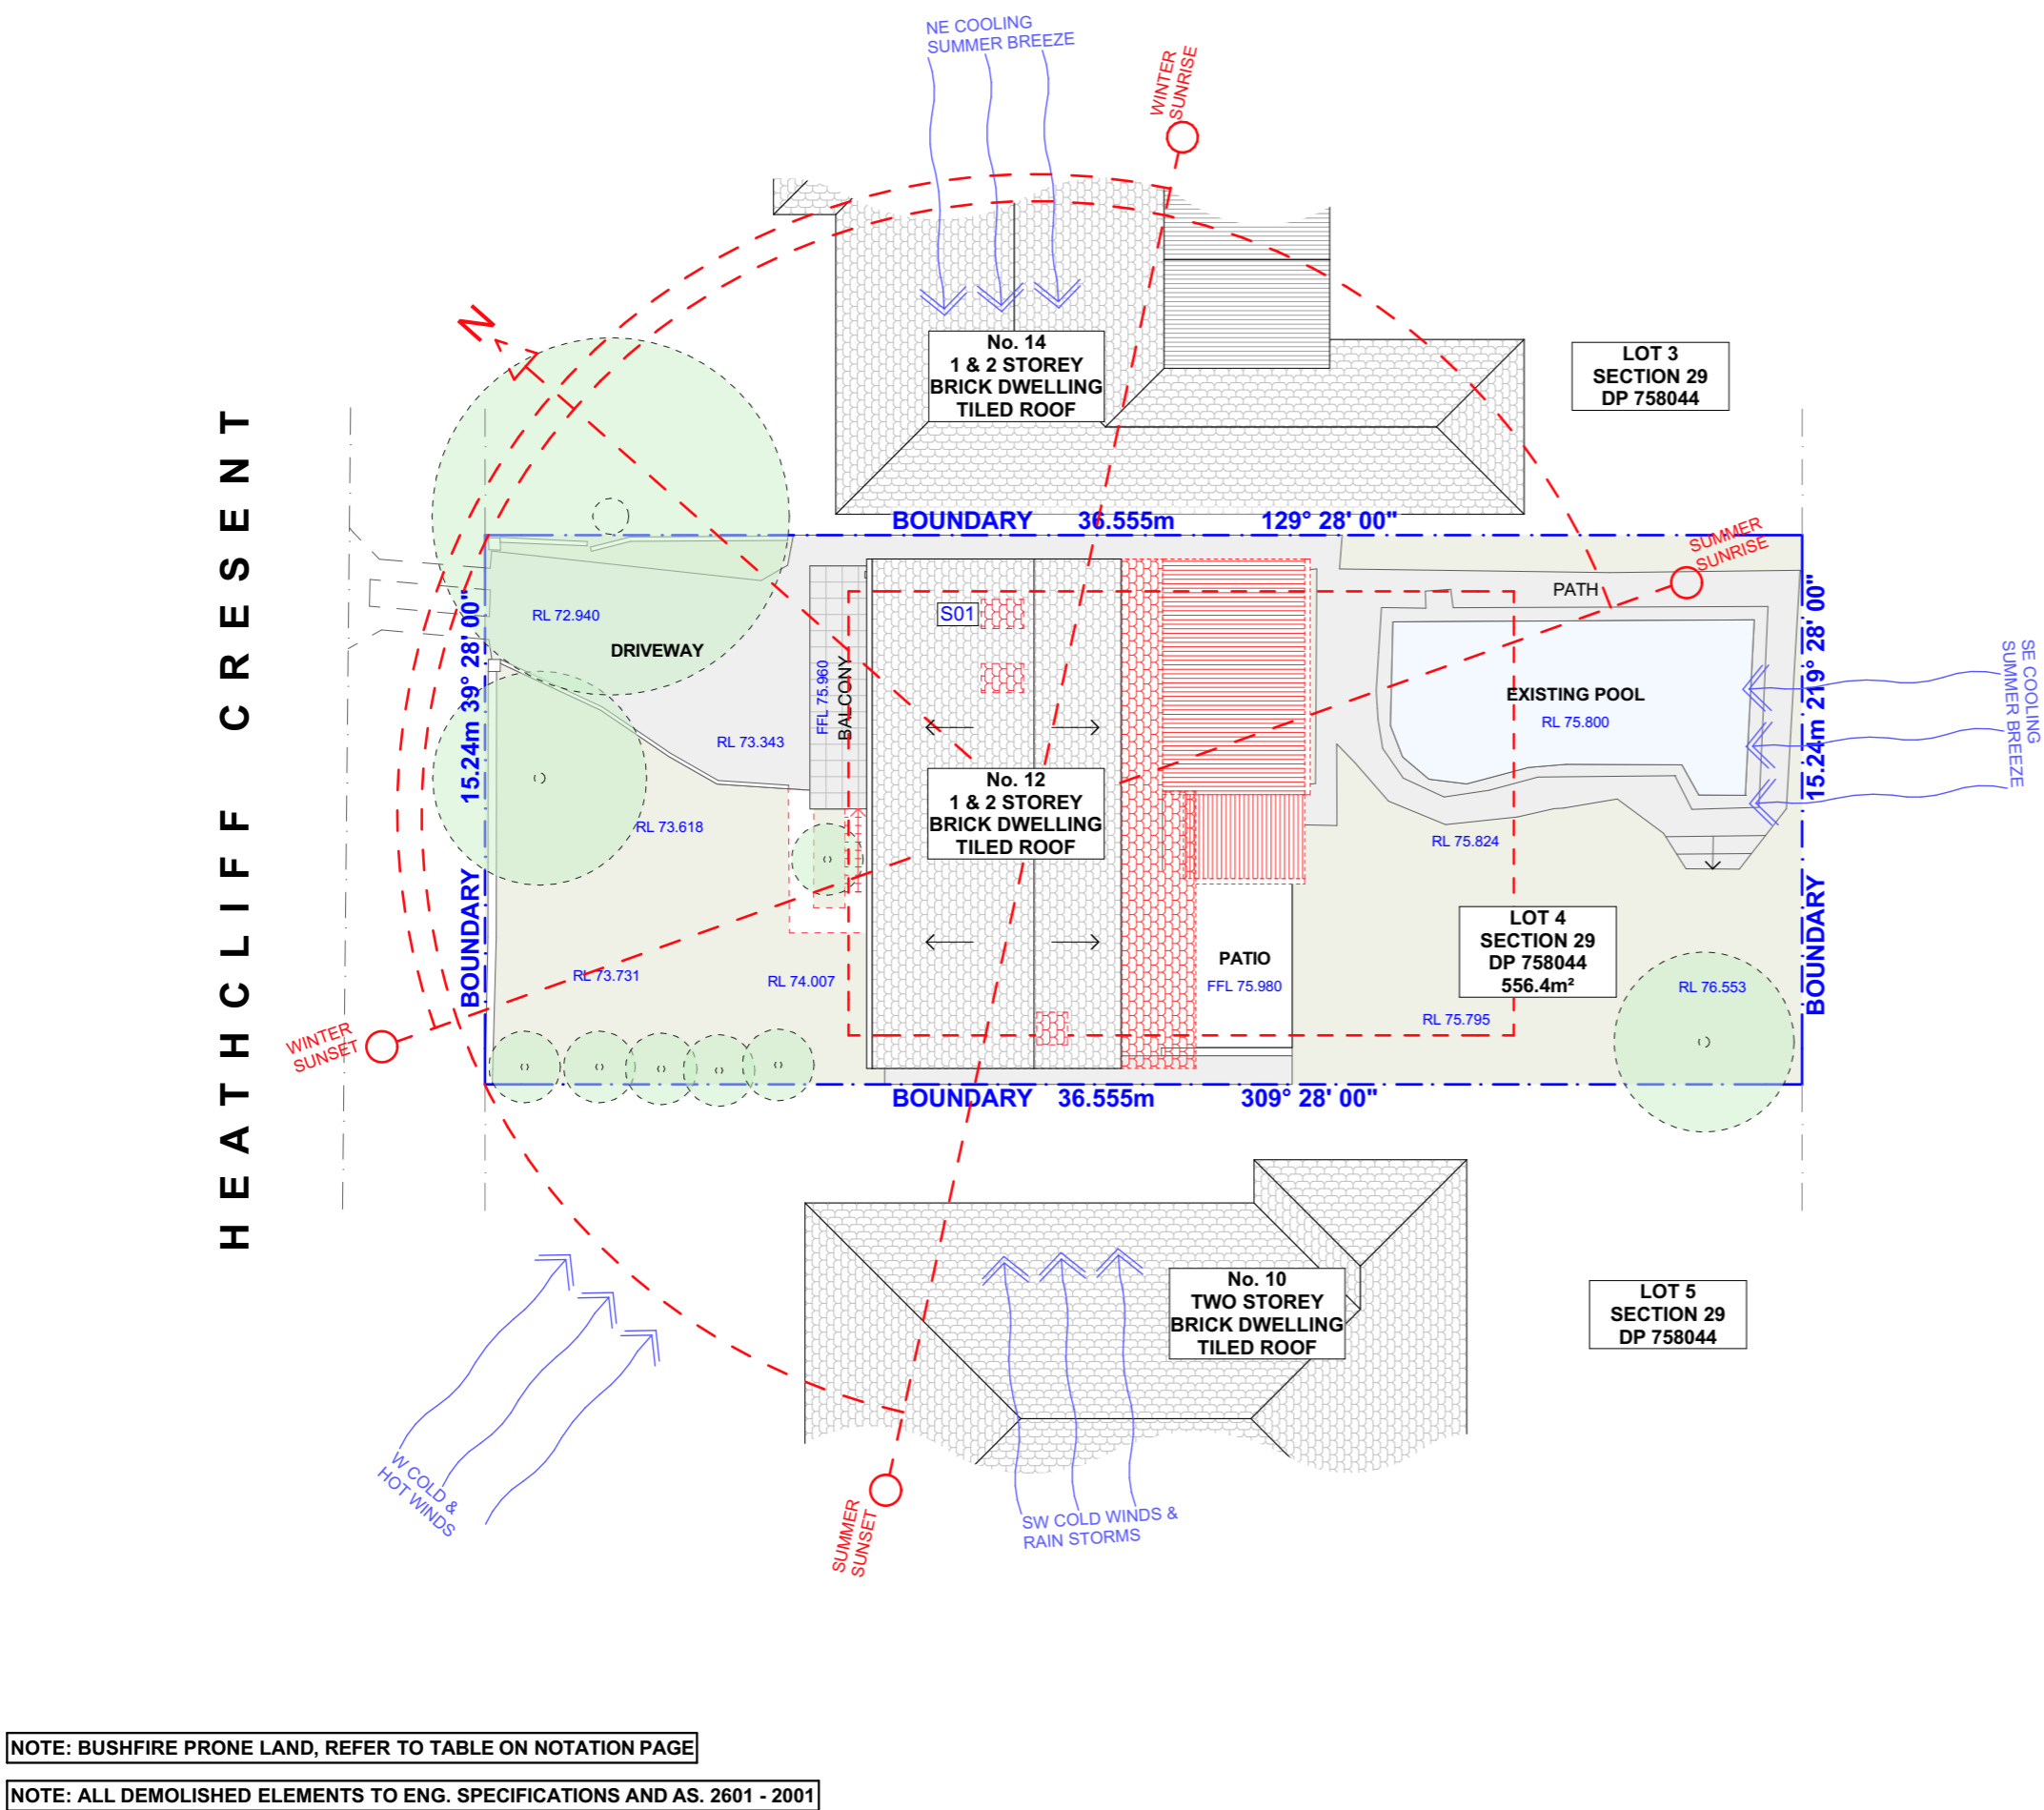 NE COOLING
SUMMER BREEZE
WINTER
SUNRISE
N
No. 14
1 & 2 STOREY
BRICK DWELLING
TILED ROOF
LOT 3
SECTION 29
DP 758044
HEATHCLIFF CRESENT
BOUNDARY 36.555m 129° 28' 00"
SUMMER
SUNRISE
PATH
RL 72.940
S01
DRIVEWAY
15.24m 39° 28' 00"
BOUNDARY
FFL 75.960
BALCONY
EXISTING POOL
RL 75.800
15.24m 219° 28' 00"
BOUNDARY
SE COOLING
SUMMER BREEZE
RL 73.343
No. 12
1 & 2 STOREY
BRICK DWELLING
TILED ROOF
RL 73.618
RL 75.824
LOT 4
SECTION 29
DP 758044
556.4m²
PATIO
FFL 75.980
RL 73.731
RL 74.007
RL 76.553
RL 75.795
WINTER
SUNSET
BOUNDARY 36.555m 309° 28' 00"
No. 10
TWO STOREY
BRICK DWELLING
TILED ROOF
LOT 5
SECTION 29
DP 758044
W COLD &
HOT WINDS
SUMMER
SUNSET
SW COLD WINDS &
RAIN STORMS
NOTE: BUSHFIRE PRONE LAND, REFER TO TABLE ON NOTATION PAGE
NOTE: ALL DEMOLISHED ELEMENTS TO ENG. SPECIFICATIONS AND AS. 2601 - 2001